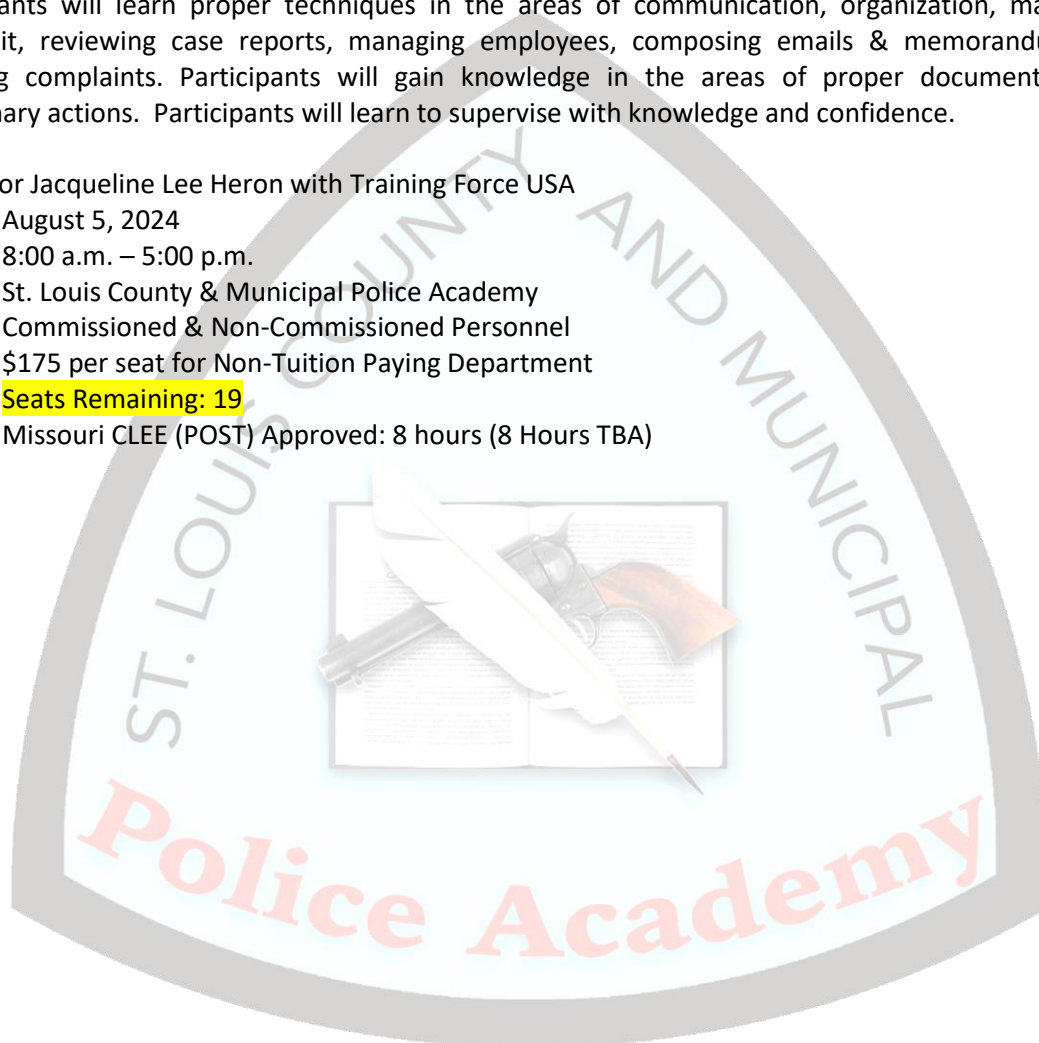 ants will learn proper techniques in the areas of communication, organization, ma
it, reviewing case reports, managing employees, composing emails & memorandu
g complaints. Participants will gain knowledge in the areas of proper document
nary actions. Participants will learn to supervise with knowledge and confidence.
or Jacqueline Lee Heron with Training Force USA
August 5, 2024
8:00 a.m. – 5:00 p.m.
St. Louis County & Municipal Police Academy
Commissioned & Non-Commissioned Personnel
$175 per seat for Non-Tuition Paying Department
Seats Remaining: 19
Missouri CLEE (POST) Approved: 8 hours (8 Hours TBA)
ST. LOUIS COUNTY AND MUNICIPAL
Police Academy